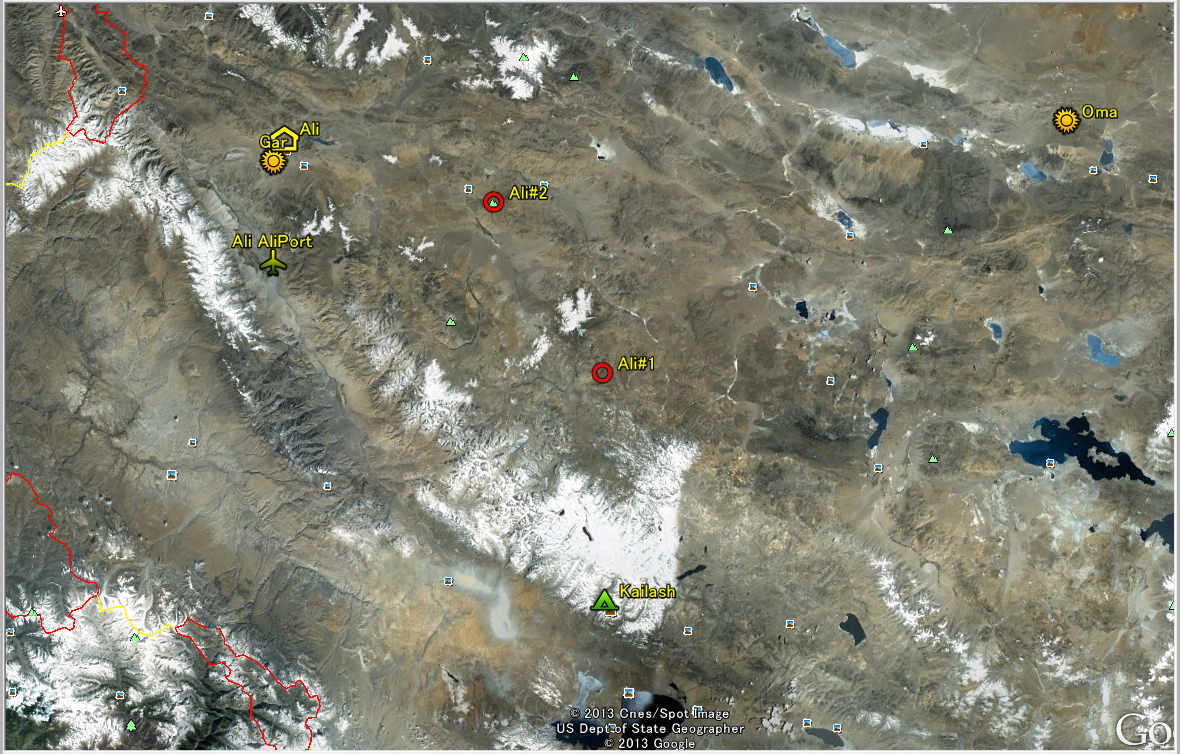 Oma
Ali
Gar
Ali#2
Ali AliPort
Ali#1
Kailash
© 2013 Cnes/Spot Image
US Dept of State Geographer
© 2013 Google
Go